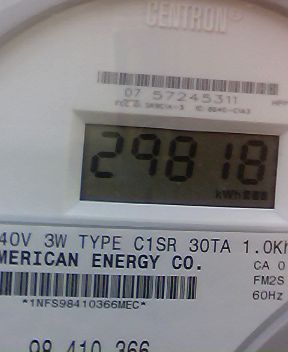 CENTRON®
07 57245311
29818
kWh
40V 3W TYPE C1SR 30TA 1.0Kh
MERICAN ENERGY CO.
CA 0
FM2S
60Hz
*1NFS98410366MEC*
98 410 366